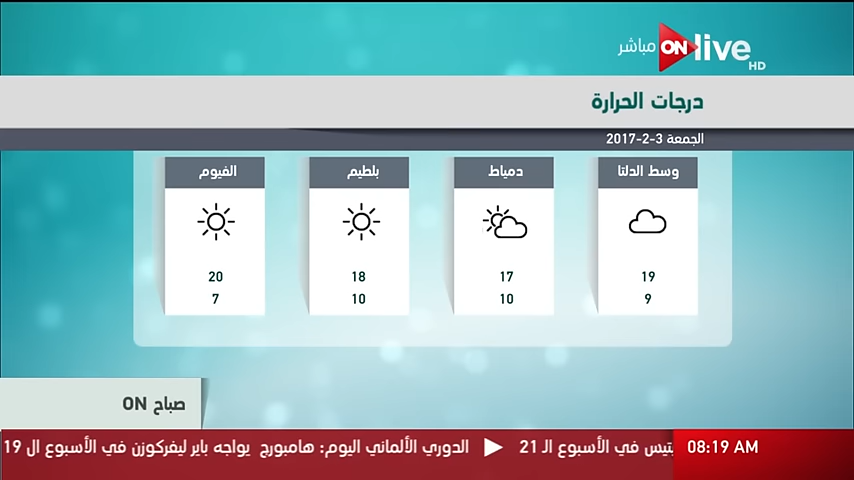 مباشر ON live HD
درجات الحرارة
الجمعة 3-2-2017
وسط الدلتا
19
9
دمياط
17
10
بلطيم
18
10
الفيوم
20
7
صباح ON
في الأسبوع الـ 21 الدوري الألماني اليوم: هامبورج يواجه باير ليفركوزن في الأسبوع ال 19
08:19 AM